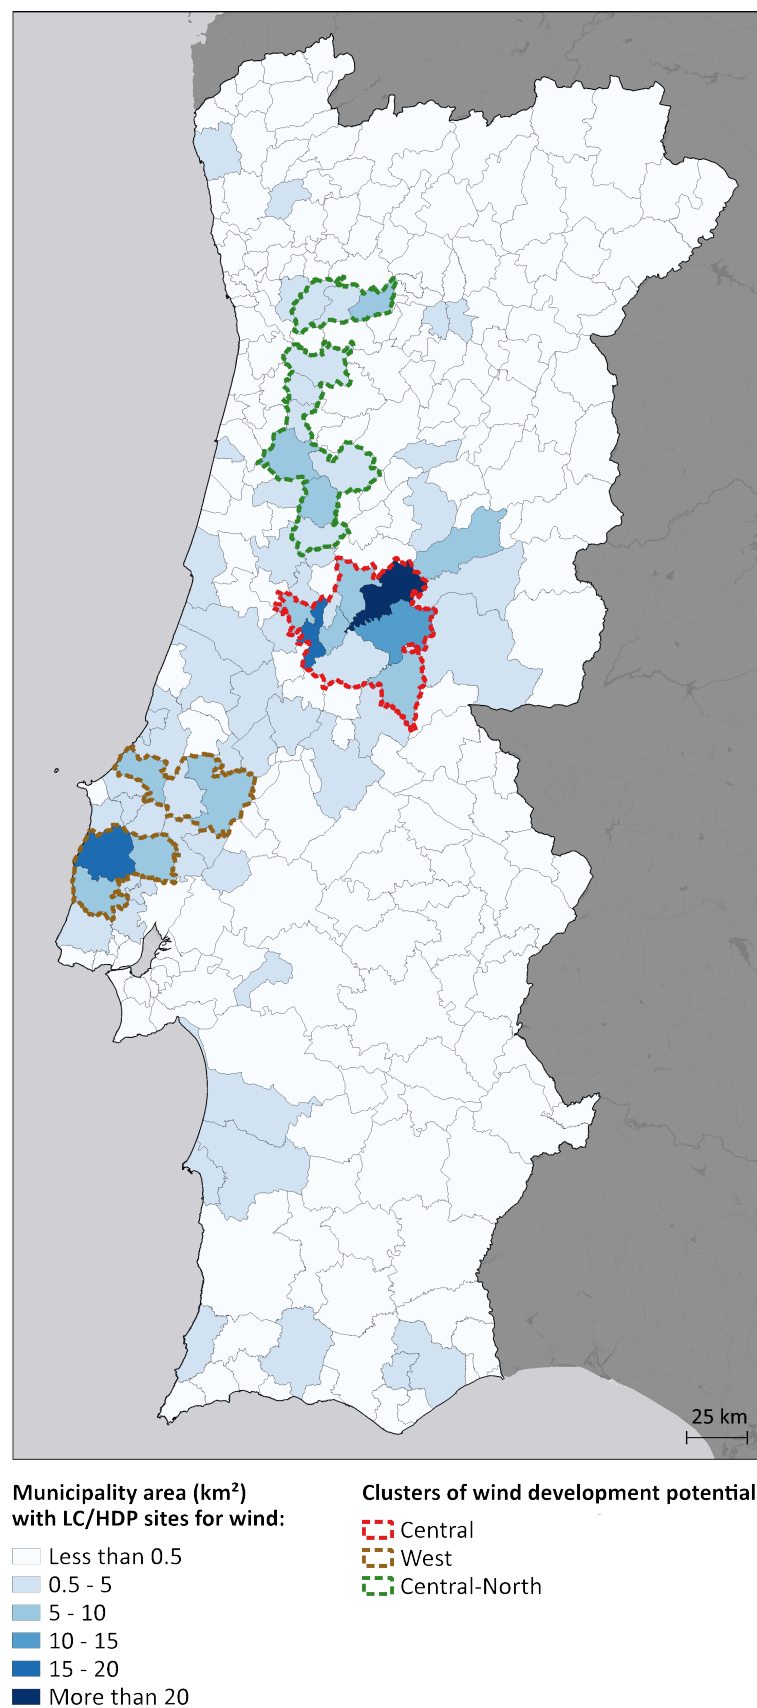 25 km
Municipality area (km²)
with LC/HDP sites for wind:
Less than 0.5
0.5 - 5
5 - 10
10 - 15
15 - 20
More than 20
Clusters of wind development potential
Central
West
Central-North